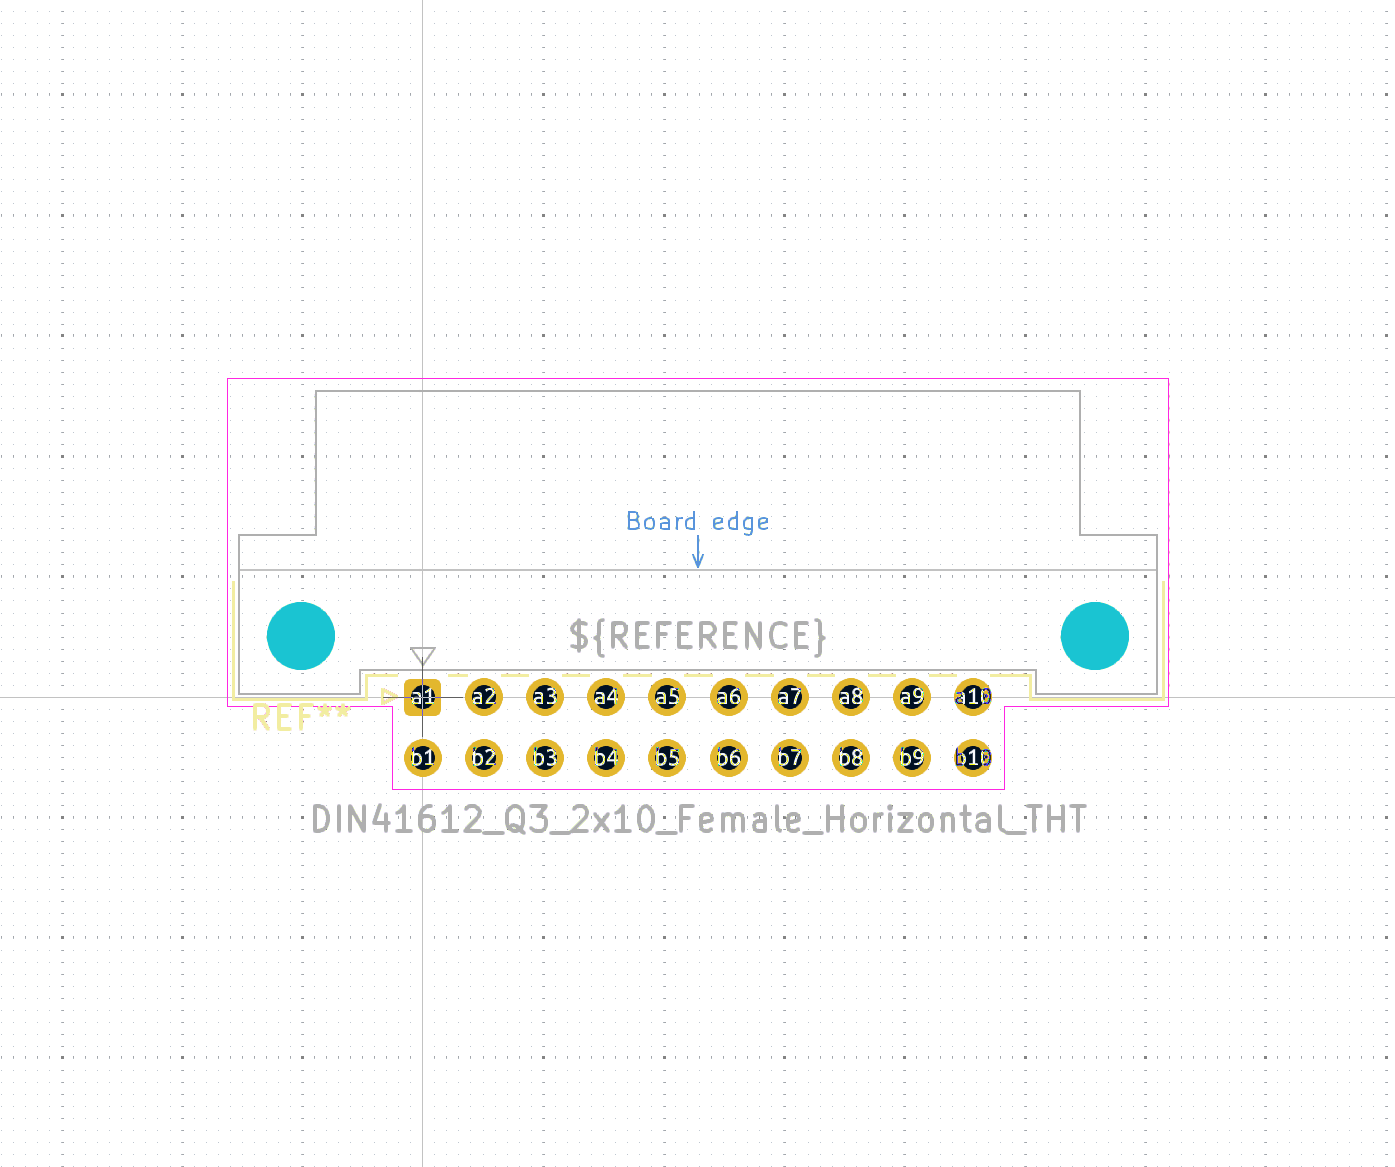 Board edge
${REFERENCE}
a1 a2 a3 a4 a5 a6 a7 a8 a9 a10
REF**
b1 b2 b3 b4 b5 b6 b7 b8 b9 b10
DIN41612_Q3_2x10_Female_Horizontal_THT